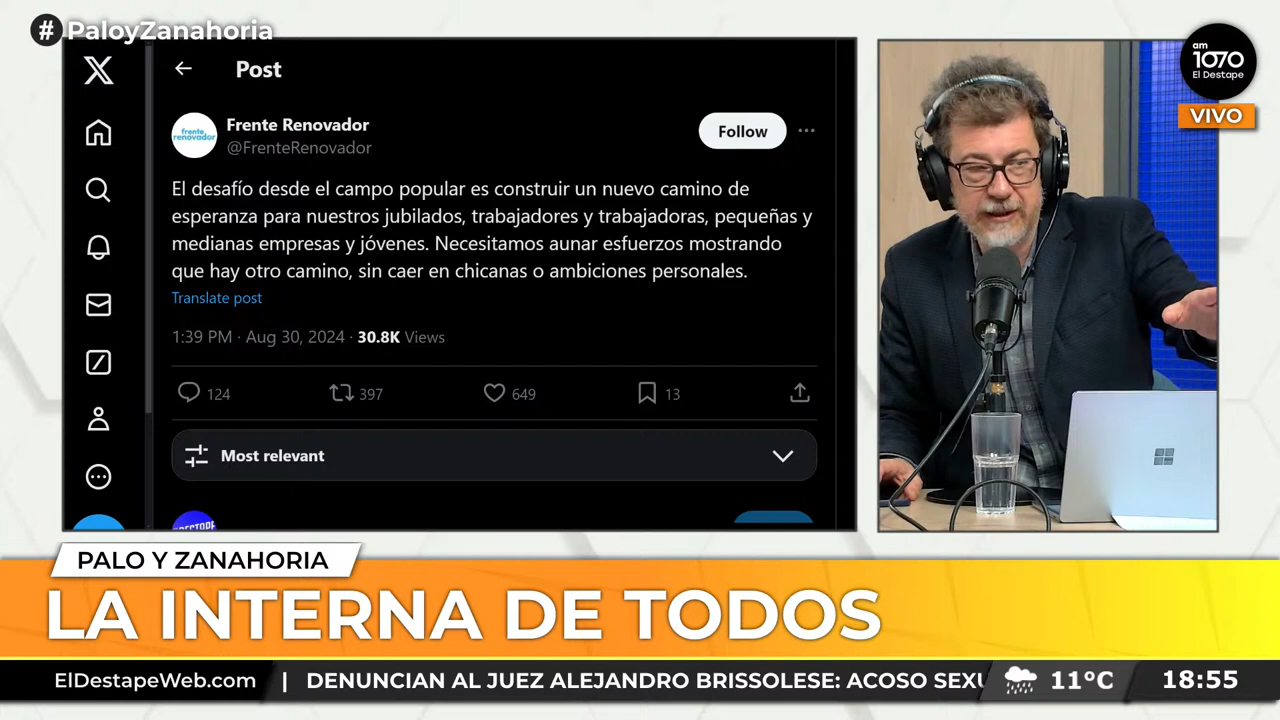 # PaloyZanahoria
Post
Frente Renovador
@FrenteRenovador
frente
renovador
Follow
El desafío desde el campo popular es construir un nuevo camino de
esperanza para nuestros jubilados, trabajadores y trabajadoras, pequeñas y
medianas empresas y jóvenes. Necesitamos aunar esfuerzos mostrando
que hay otro camino, sin caer en chicanas o ambiciones personales.
Translate post
1:39 PM · Aug 30, 2024 · 30.8K Views
124 397 649 13
Most relevant
am
1070
El Destape
VIVO
PALO Y ZANAHORIA
LA INTERNA DE TODOS
ElDestapeWeb.com | DENUNCIAN AL JUEZ ALEJANDRO BRISSOLESE: ACOSO SEXU 11°C 18:55